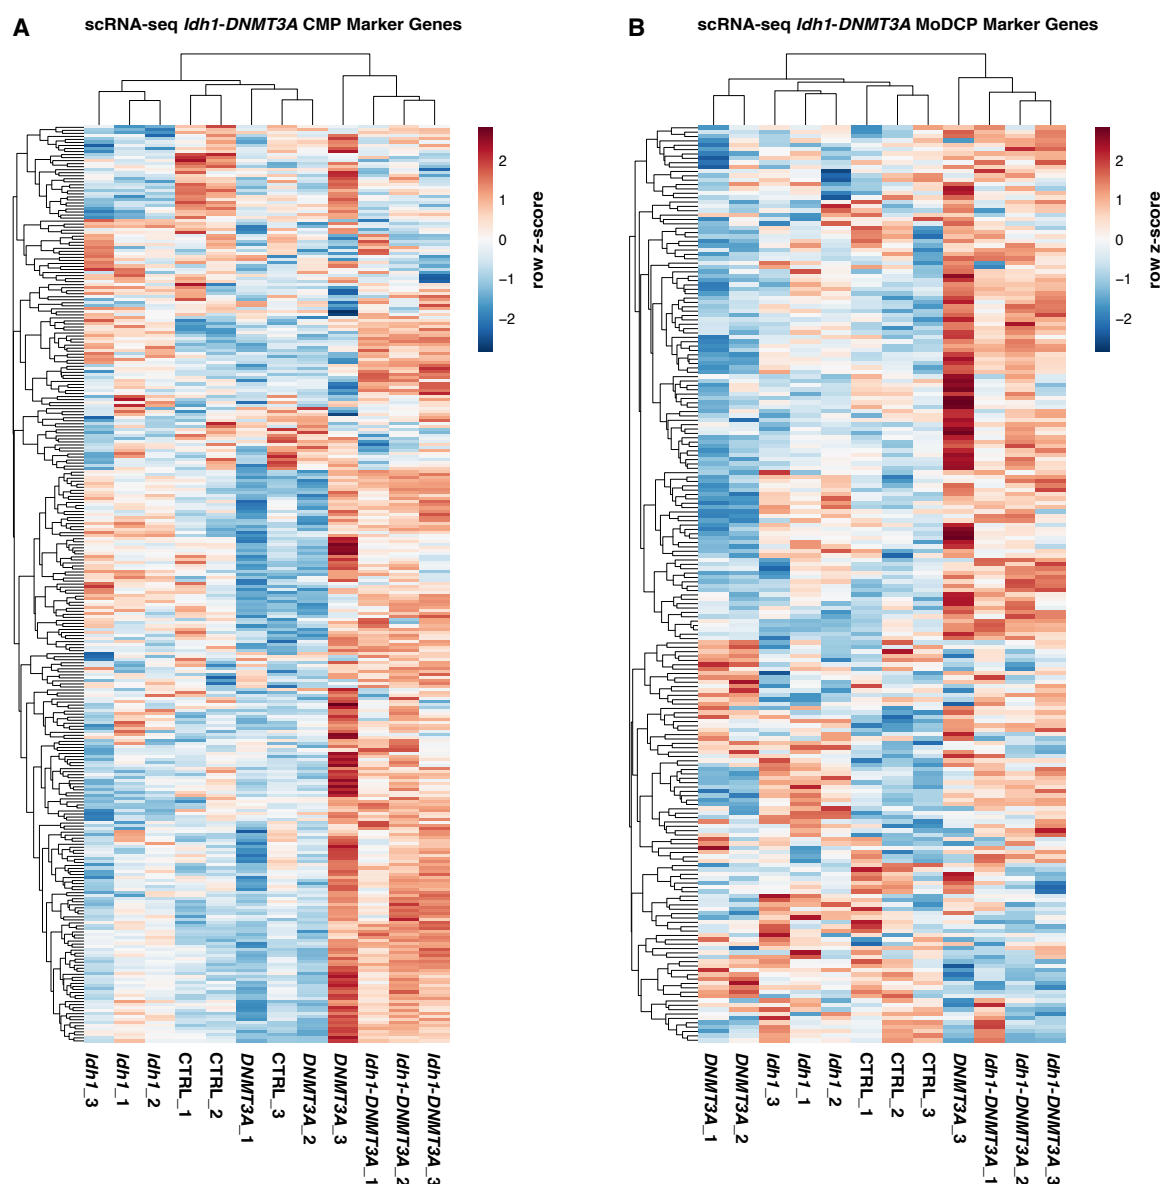 A
scRNA-seq Idh1-DNMT3A CMP Marker Genes
2
1
0
−1
−2
row z-score
Idh1_3
Idh1_1
Idh1_2
CTRL_1
CTRL_2
DNMT3A_1
CTRL_3
DNMT3A_2
DNMT3A_3
Idh1-DNMT3A_1
Idh1-DNMT3A_2
Idh1-DNMT3A_3
B
scRNA-seq Idh1-DNMT3A MoDCP Marker Genes
2
1
0
−1
−2
row z-score
DNMT3A_1
DNMT3A_2
Idh1_3
Idh1_1
Idh1_2
CTRL_1
CTRL_2
CTRL_3
DNMT3A_3
Idh1-DNMT3A_1
Idh1-DNMT3A_2
Idh1-DNMT3A_3